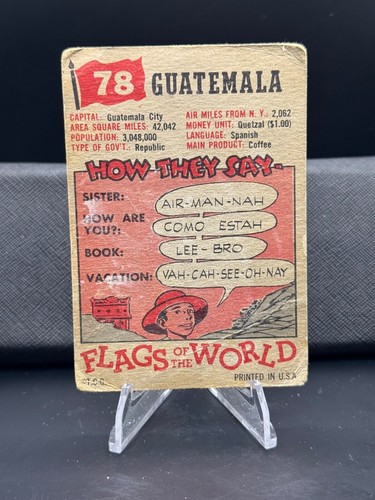 78 GUATEMALA
CAPITAL: Guatemala City
AREA SQUARE MILES: 42,042
POPULATION: 3,048,000
TYPE OF GOV'T.: Republic
AIR MILES FROM N. Y.: 2,062
MONEY UNIT: Quetzal ($1.00)
LANGUAGE: Spanish
MAIN PRODUCT: Coffee
HOW THEY SAY-
SISTER: AIR-MAN-NAH
HOW ARE
YOU?: COMO ESTAH
BOOK: LEE-BRO
VACATION: VAH-CAH-SEE-OH-NAY
FLAGS OF THE WORLD
T.C.G. PRINTED IN U.S.A